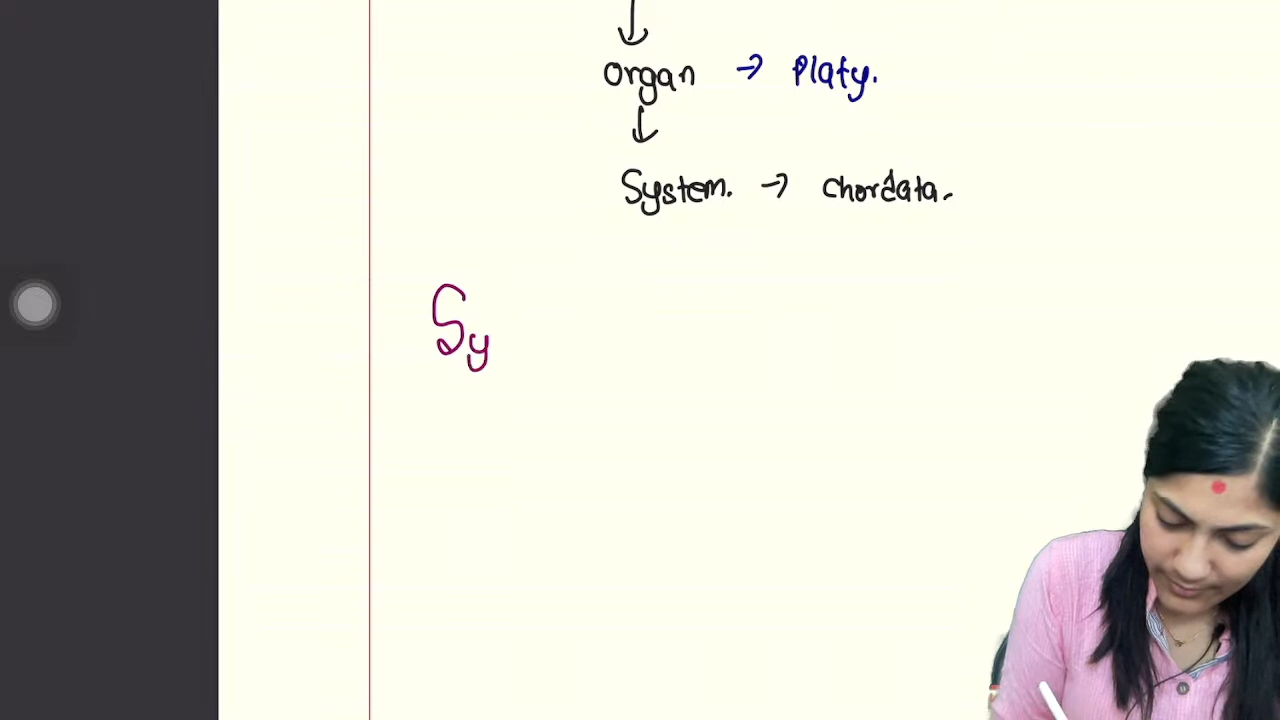 Organ → Platy.
System. → Chordata.
Sy